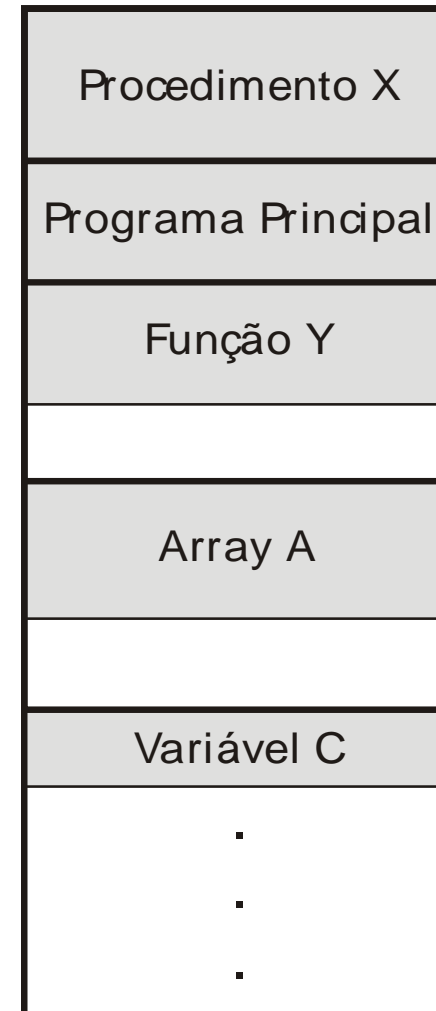 Procedimento X
Programa Principal
Função Y
Array A
Variável C
.
.
.